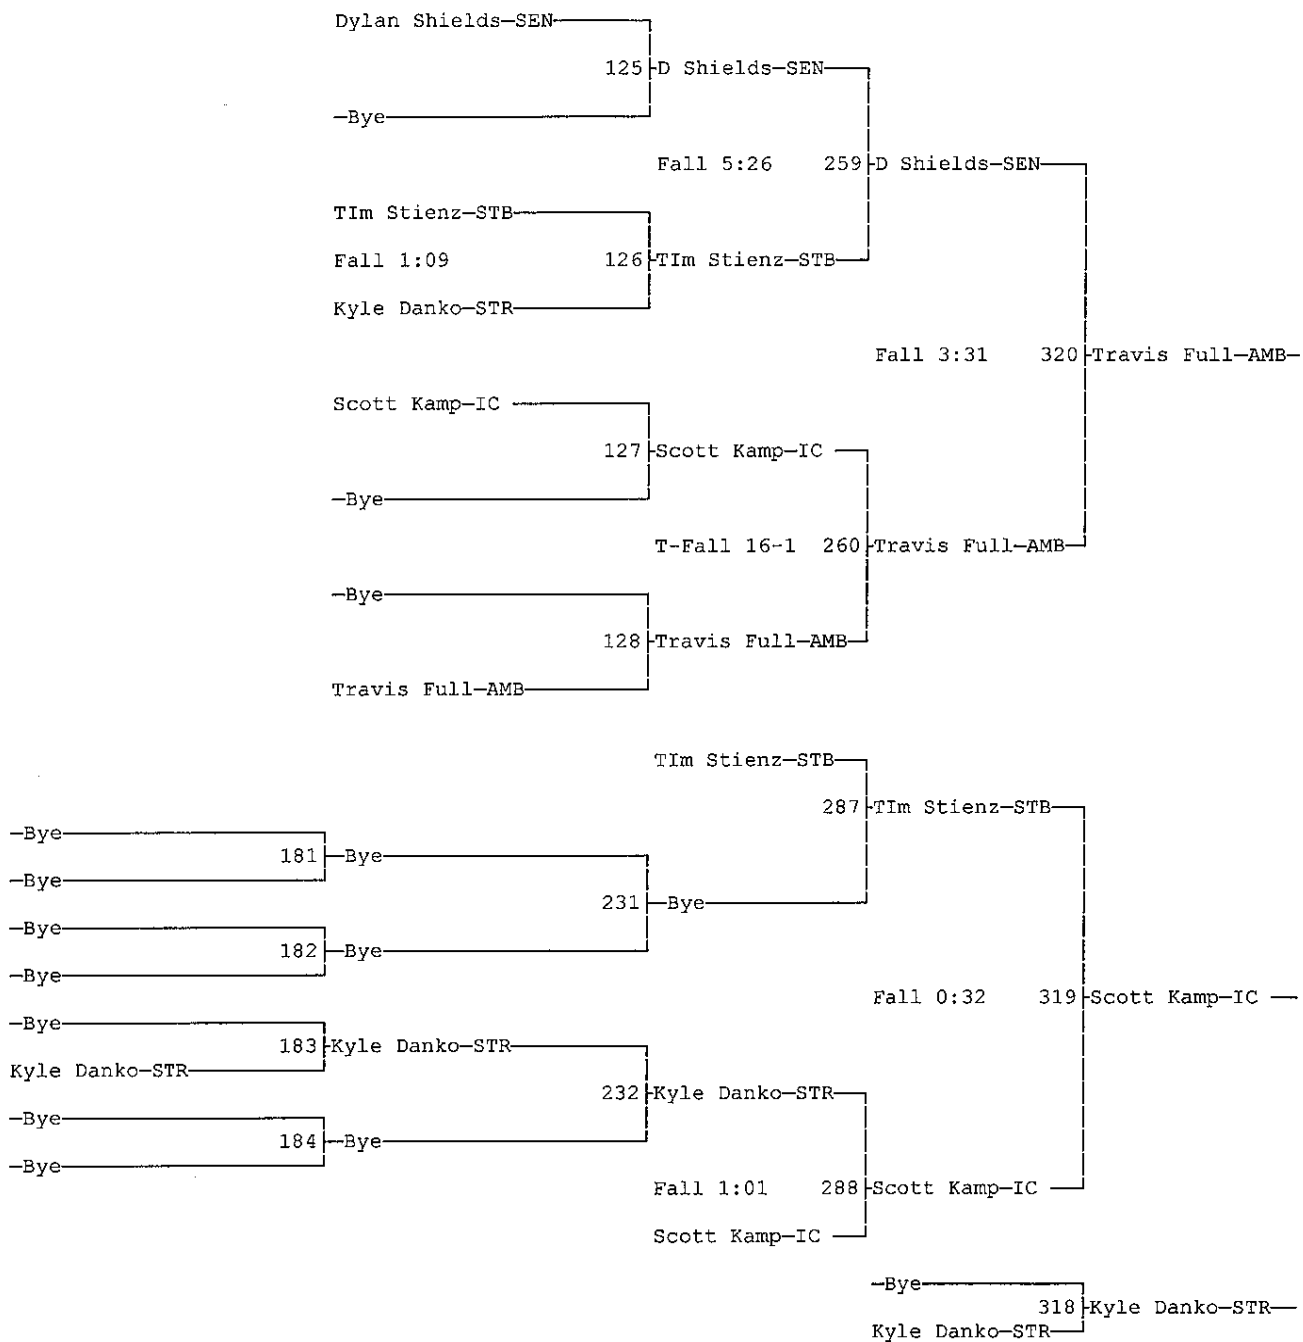 Dylan Shields-SEN
125 D Shields-SEN
-Bye
Fall 5:26 259 D Shields-SEN
TIm Stienz-STB
Fall 1:09 126 TIm Stienz-STB
Kyle Danko-STR
Fall 3:31 320 Travis Full-AMB
Scott Kamp-IC
127 Scott Kamp-IC
-Bye
T-Fall 16-1 260 Travis Full-AMB
-Bye
128 Travis Full-AMB
Travis Full-AMB
TIm Stienz-STB
287 TIm Stienz-STB
-Bye
181 -Bye
-Bye
231 -Bye
-Bye
182 -Bye
-Bye
Fall 0:32 319 Scott Kamp-IC
-Bye
183 Kyle Danko-STR
Kyle Danko-STR
232 Kyle Danko-STR
-Bye
184 -Bye
-Bye
Fall 1:01 288 Scott Kamp-IC
Scott Kamp-IC
-Bye
318 Kyle Danko-STR
Kyle Danko-STR